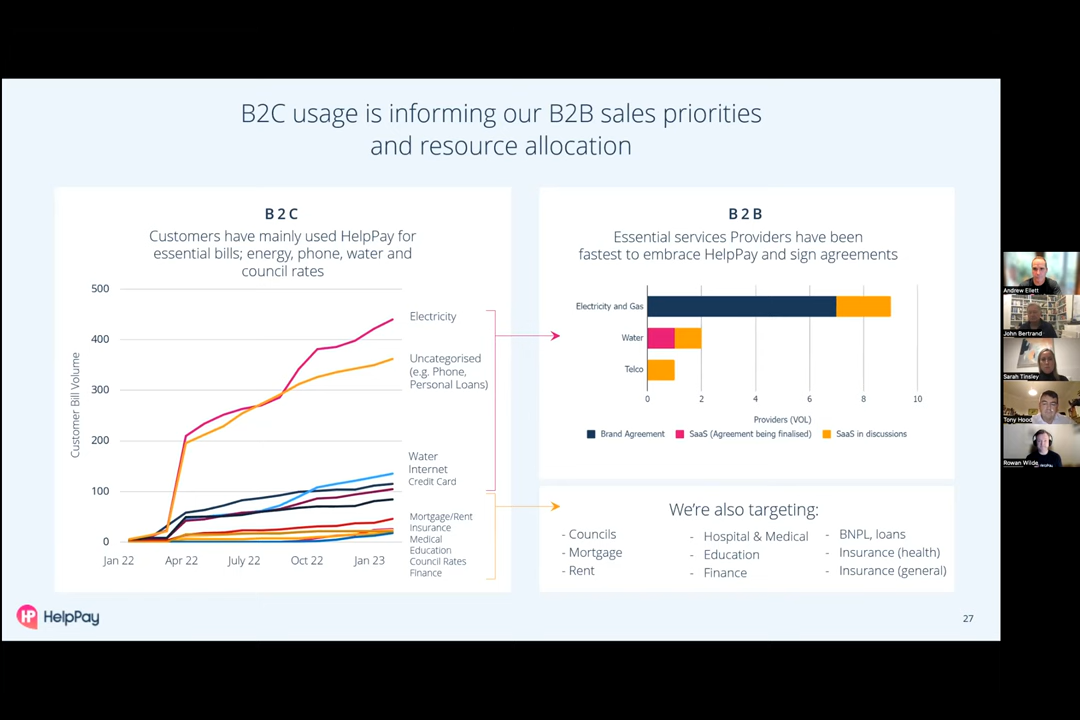 B2C usage is informing our B2B sales priorities
and resource allocation
B2C
Customers have mainly used HelpPay for
essential bills; energy, phone, water and
council rates
500
400
300
200
100
0
Customer Bill Volume
Jan 22
Apr 22
July 22
Oct 22
Jan 23
Electricity
Uncategorised
(e.g. Phone,
Personal Loans)
Water
Internet
Credit Card
Mortgage/Rent
Insurance
Medical
Education
Council Rates
Finance
B2B
Essential services Providers have been
fastest to embrace HelpPay and sign agreements
Electricity and Gas
Water
Telco
0 2 4 6 8 10
Providers (VOL)
Brand Agreement SaaS (Agreement being finalised) SaaS in discussions
We're also targeting:
- Councils
- Mortgage
- Rent
- Hospital & Medical
- Education
- Finance
- BNPL, loans
- Insurance (health)
- Insurance (general)
HP HelpPay
27
Andrew Ellett
John Bertrand
Sarah Tinsley
Tony Hood
Rowan Wilde